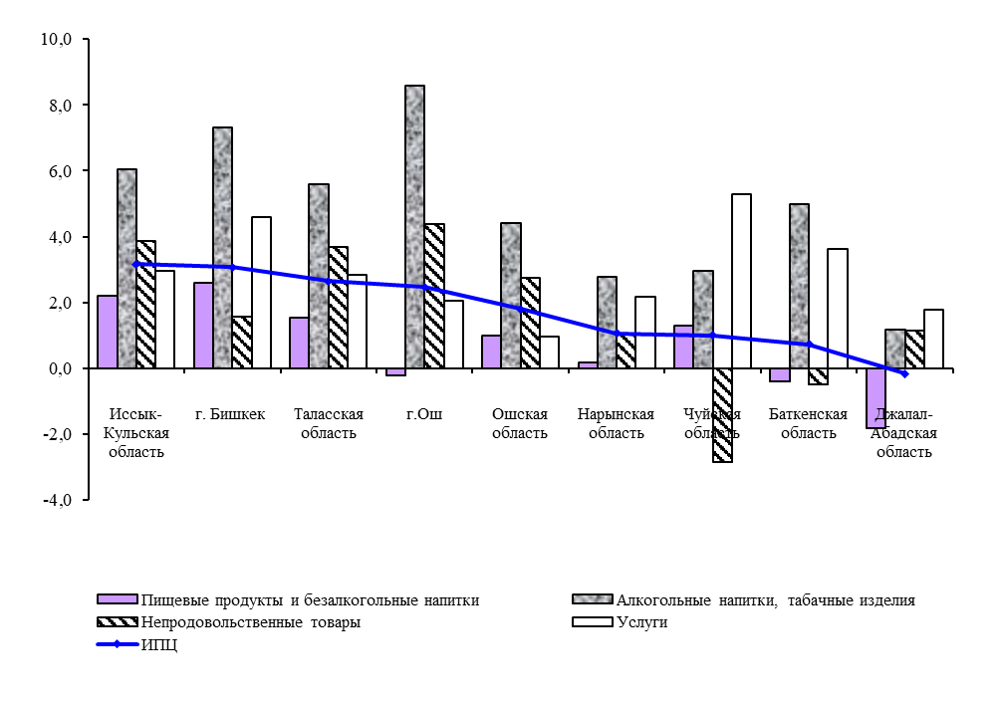 10,0
8,0
6,0
4,0
2,0
0,0
-2,0
-4,0
Иссык-
Кульская
область
г. Бишкек
Таласская
область
г.Ош
Ошская
область
Нарынская
область
Чуйская
область
Баткенская
область
Джалал-
Абадская
область
Пищевые продукты и безалкогольные напитки
Алкогольные напитки, табачные изделия
Непродовольственные товары
Услуги
ИПЦ